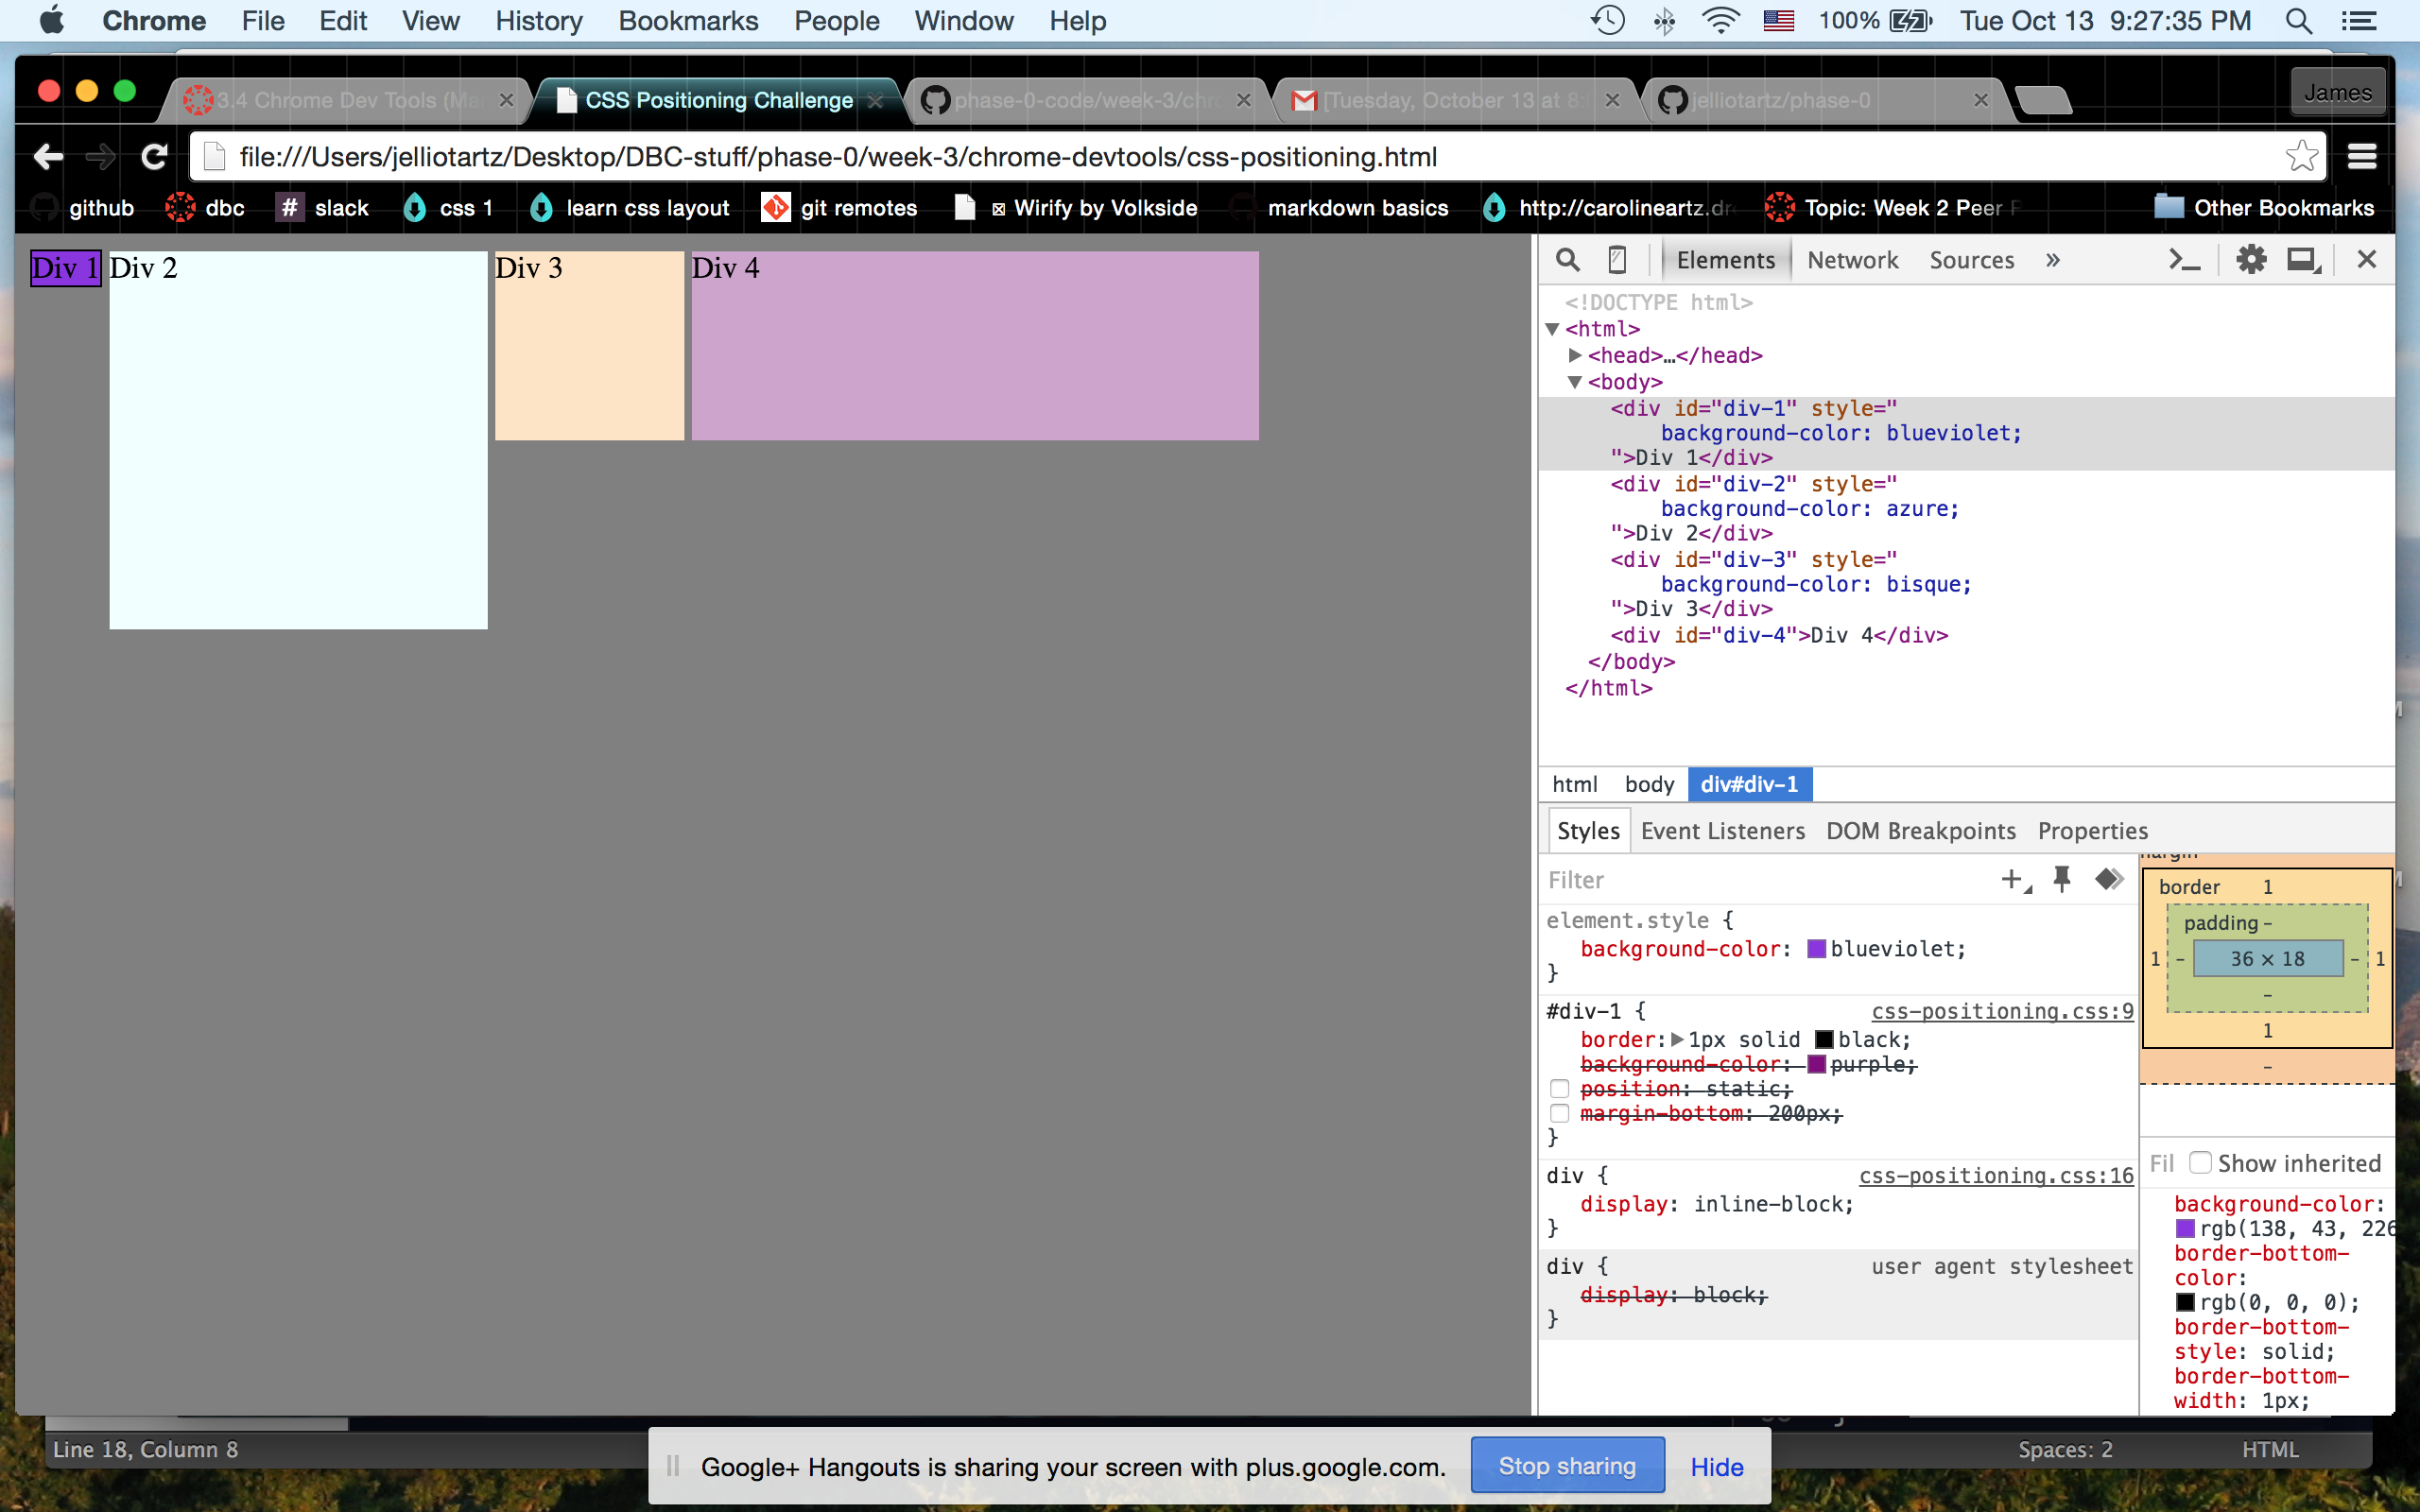 Chrome File Edit View History Bookmarks People Window Help 100% Tue Oct 13 9:27:35 PM
3.4 Chrome Dev Tools (Ma CSS Positioning Challenge phase-0-code/week-3/chro [Tuesday, October 13 at 8: jelliotartz/phase-0 James
file:///Users/jelliotartz/Desktop/DBC-stuff/phase-0/week-3/chrome-devtools/css-positioning.html
github dbc # slack css 1 learn css layout git remotes Wirify by Volkside markdown basics http://carolineartz.dr Topic: Week 2 Peer Other Bookmarks
Div 1 Div 2 Div 3 Div 4
Elements Network Sources »
<!DOCTYPE html>
<html>
<head>…</head>
<body>
<div id="div-1" style="
background-color: blueviolet;
">Div 1</div>
<div id="div-2" style="
background-color: azure;
">Div 2</div>
<div id="div-3" style="
background-color: bisque;
">Div 3</div>
<div id="div-4">Div 4</div>
</body>
</html>
html body div#div-1
Styles Event Listeners DOM Breakpoints Properties
Filter
element.style {
background-color: blueviolet;
}
#div-1 { css-positioning.css:9
border: 1px solid black;
background-color: purple;
position: static;
margin-bottom: 200px;
}
div { css-positioning.css:16
display: inline-block;
}
div { user agent stylesheet
display: block;
}
margin
border 1
padding -
1 - 36 × 18 - 1
-
1
-
Fil Show inherited
background-color:
rgb(138, 43, 226
border-bottom-
color:
rgb(0, 0, 0);
border-bottom-
style: solid;
border-bottom-
width: 1px;
Line 18, Column 8 Spaces: 2 HTML
Google+ Hangouts is sharing your screen with plus.google.com. Stop sharing Hide